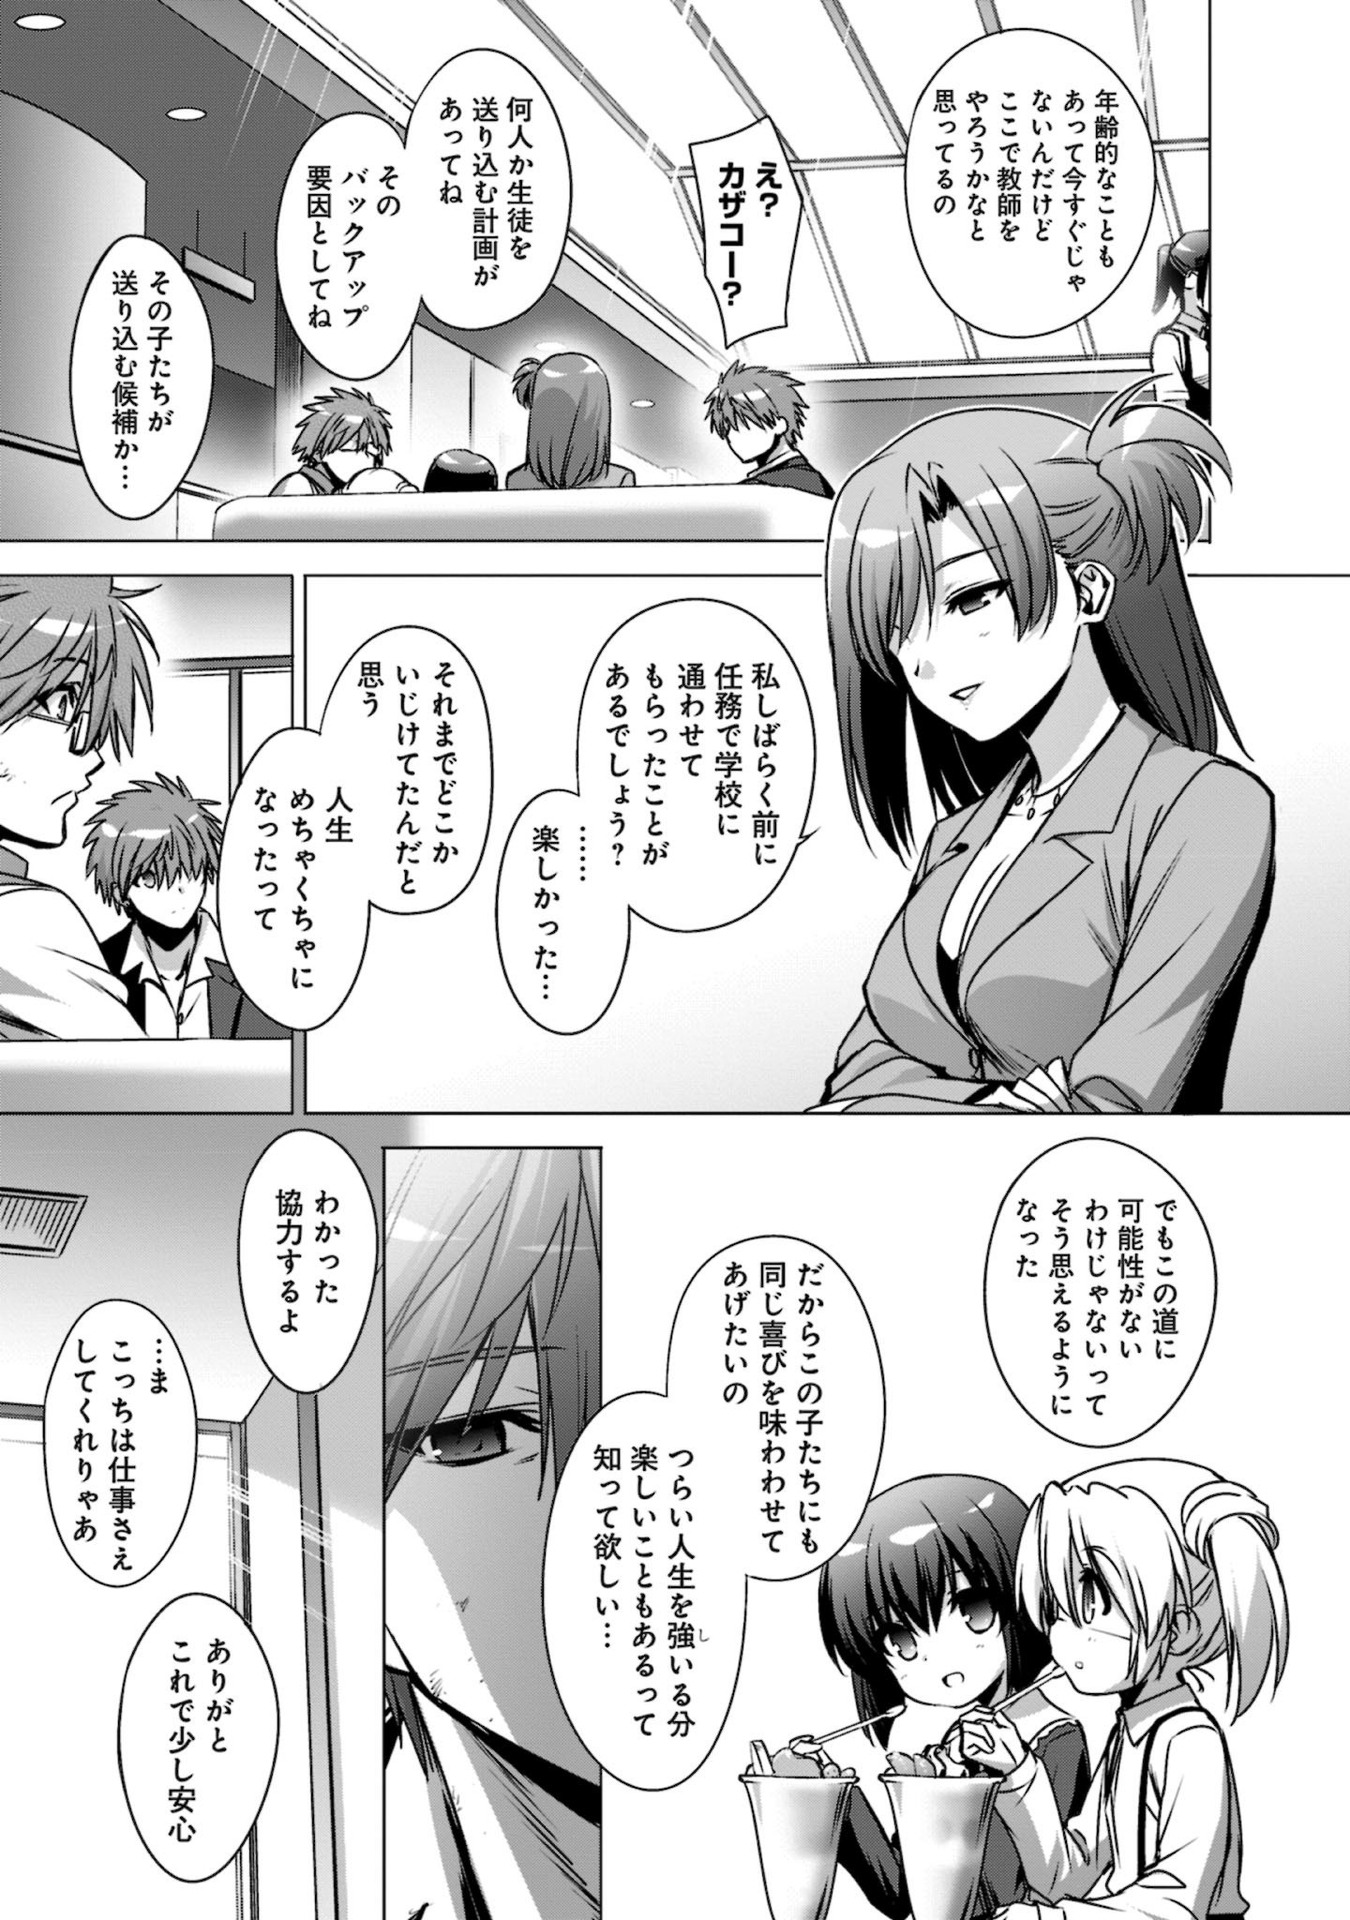 年齢的なことも
あって今すぐじゃ
ないんだけど
ここで教師を
やろうかなと
思ってるの
え?
カザコー?
何人か生徒を
送り込む計画が
あってね
その
バックアップ
要因としてね
その子たちが
送り込む候補か…
私しばらく前に
任務で学校に
通わせて
もらったことが
あるでしょう?
……
楽しかった…
それまでどこか
いじけてたんだと
思う
人生
めちゃくちゃに
なったって
でもこの道に
可能性がない
わけじゃないって
そう思えるように
なった
だからこの子たちにも
同じ喜びを味わわせて
あげたいの
つらい人生を強いる分
し
楽しいこともあるって
知って欲しい…
わかった
協力するよ
…ま
こっちは仕事さえ
してくれりゃあ
ありがと
これで少し安心